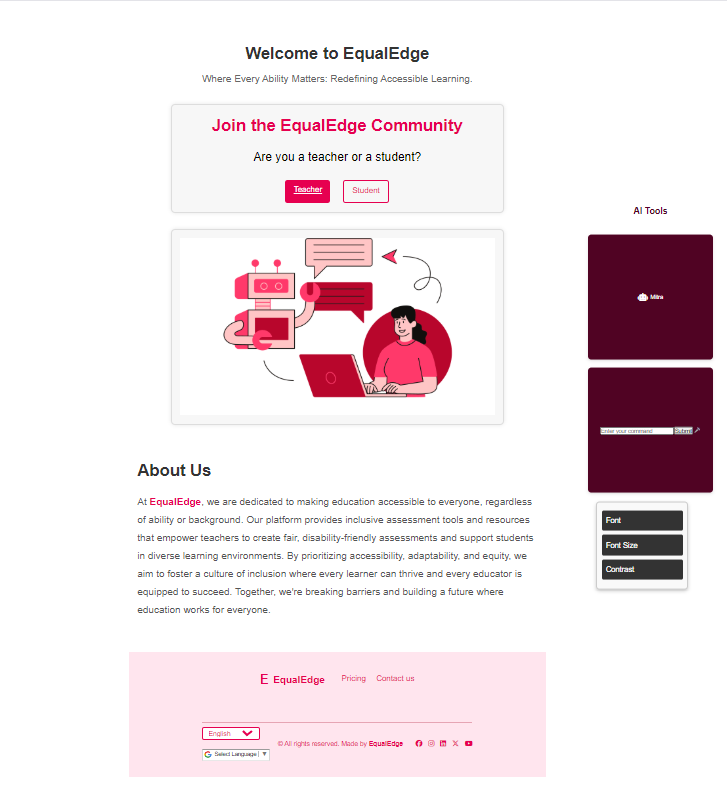 Welcome to EqualEdge
Where Every Ability Matters: Redefining Accessible Learning.
Join the EqualEdge Community
Are you a teacher or a student?
Teacher
Student
AI Tools
Mitra
Enter your command
Submit
Font
Font Size
Contrast
About Us
At EqualEdge, we are dedicated to making education accessible to everyone, regardless
of ability or background. Our platform provides inclusive assessment tools and resources
that empower teachers to create fair, disability-friendly assessments and support students
in diverse learning environments. By prioritizing accessibility, adaptability, and equity, we
aim to foster a culture of inclusion where every learner can thrive and every educator is
equipped to succeed. Together, we're breaking barriers and building a future where
education works for everyone.
E EqualEdge
Pricing
Contact us
English
Select Language ▼
© All rights reserved. Made by EqualEdge